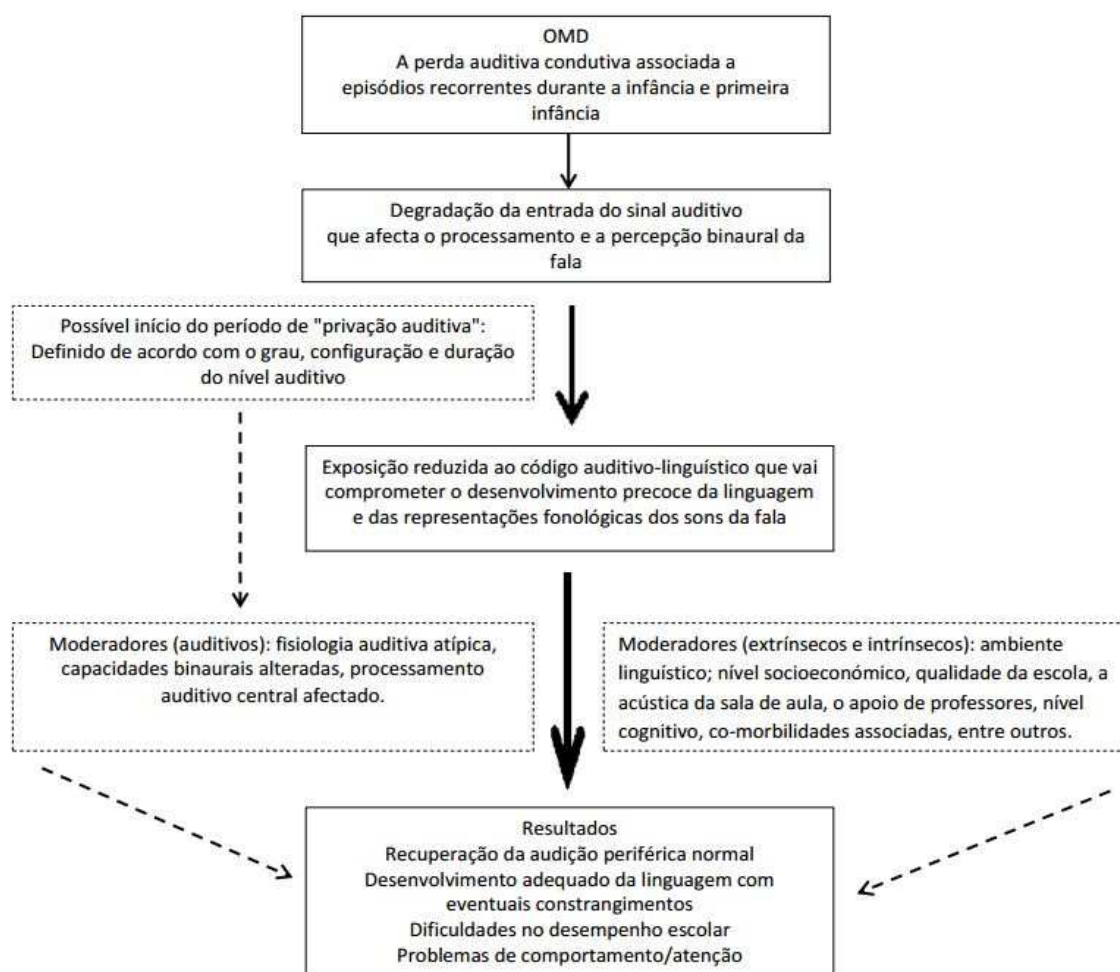 OMD
A perda auditiva condutiva associada a
episódios recorrentes durante a infância e primeira
infância
Degradação da entrada do sinal auditivo
que afecta o processamento e a percepção binaural da
fala
Possível início do período de "privação auditiva":
Definido de acordo com o grau, configuração e duração
do nível auditivo
Exposição reduzida ao código auditivo-linguístico que vai
comprometer o desenvolvimento precoce da linguagem
e das representações fonológicas dos sons da fala
Moderadores (auditivos): fisiologia auditiva atípica,
capacidades binaurais alteradas, processamento
auditivo central afectado.
Moderadores (extrínsecos e intrínsecos): ambiente
linguístico; nível socioeconómico, qualidade da escola, a
acústica da sala de aula, o apoio de professores, nível
cognitivo, co-morbilidades associadas, entre outros.
Resultados
Recuperação da audição periférica normal
Desenvolvimento adequado da linguagem com
eventuais constrangimentos
Dificuldades no desempenho escolar
Problemas de comportamento/atenção